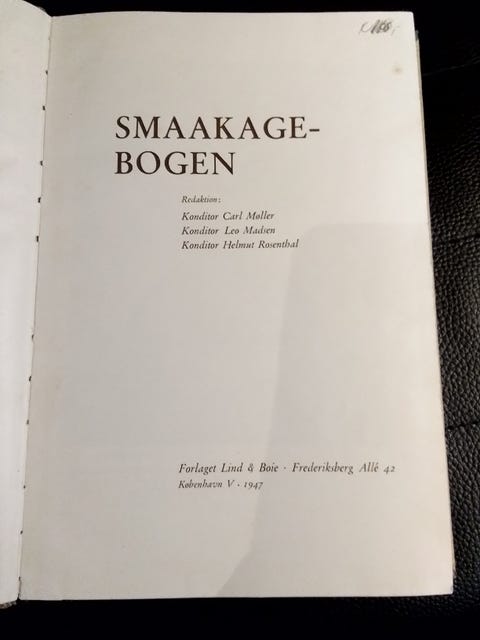 SMAAKAGE-
BOGEN
Redaktion:
Konditor Carl Møller
Konditor Leo Madsen
Konditor Helmut Rosenthal
Forlaget Lind & Boie · Frederiksberg Allé 42
København V · 1947